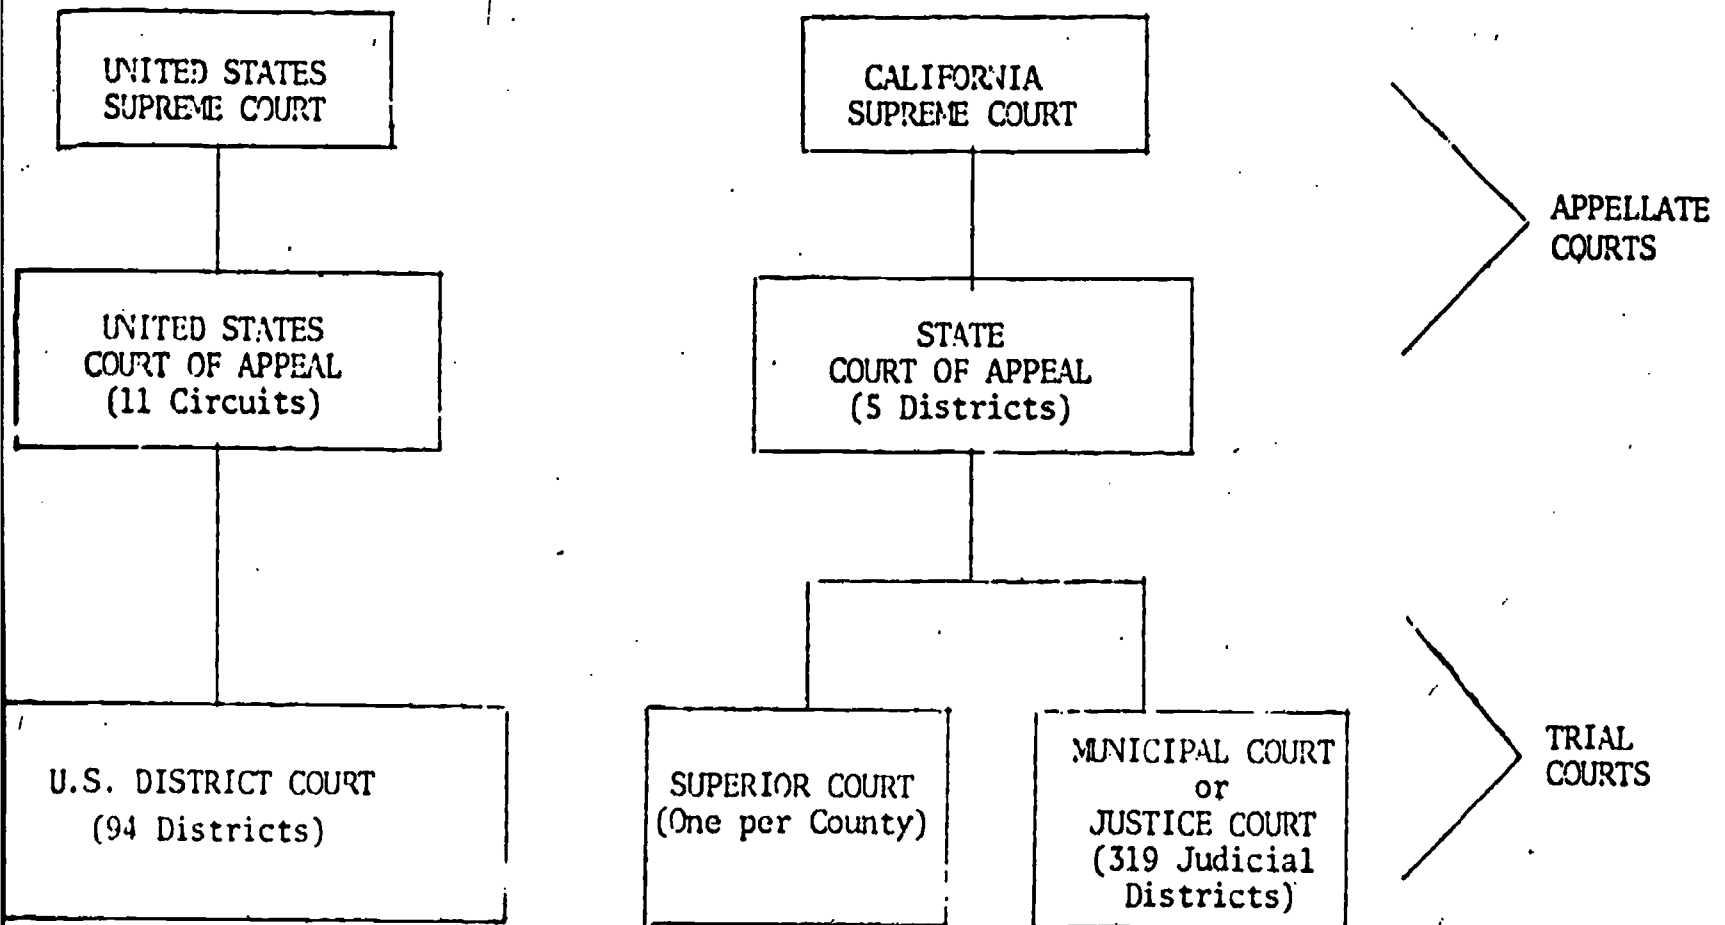 UNITED STATES
SUPREME COURT
CALIFORNIA
SUPREME COURT
APPELLATE
COURTS
UNITED STATES
COURT OF APPEAL
(11 Circuits)
STATE
COURT OF APPEAL
(5 Districts)
U.S. DISTRICT COURT
(94 Districts)
SUPERIOR COURT
(One per County)
MUNICIPAL COURT
or
JUSTICE COURT
(319 Judicial
Districts)
TRIAL
COURTS